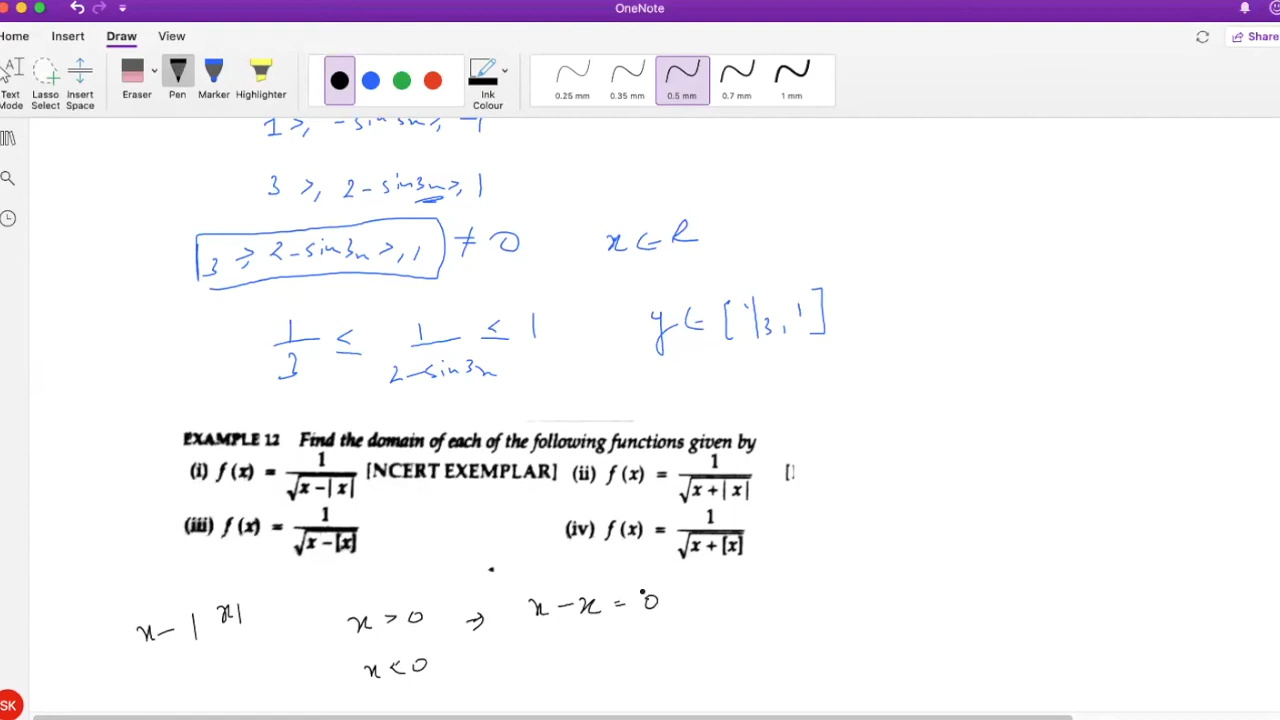 OneNote
Home Insert Draw View Share
Text Mode Lasso Select Insert Space Eraser Pen Marker Highlighter Ink Colour 0.25 mm 0.35 mm 0.5 mm 0.7 mm 1 mm
1 ≥, -sin3x ≥, -1
3 ≥, 2-sin3x ≥, 1
3 ≥ 2-sin3x ≥, 1 ≠ 0 x ∈ R
1/3 ≤ 1/(2-sin3x) ≤ 1 y ∈ [1/3, 1]
EXAMPLE 12 Find the domain of each of the following functions given by
(i) f(x) = 1/√(x-|x|) [NCERT EXEMPLAR] (ii) f(x) = 1/√(x+|x|) [
(iii) f(x) = 1/√(x-[x]) (iv) f(x) = 1/√(x+[x])
x-|x| x > 0 ⇒ x-x = 0
x < 0
SK